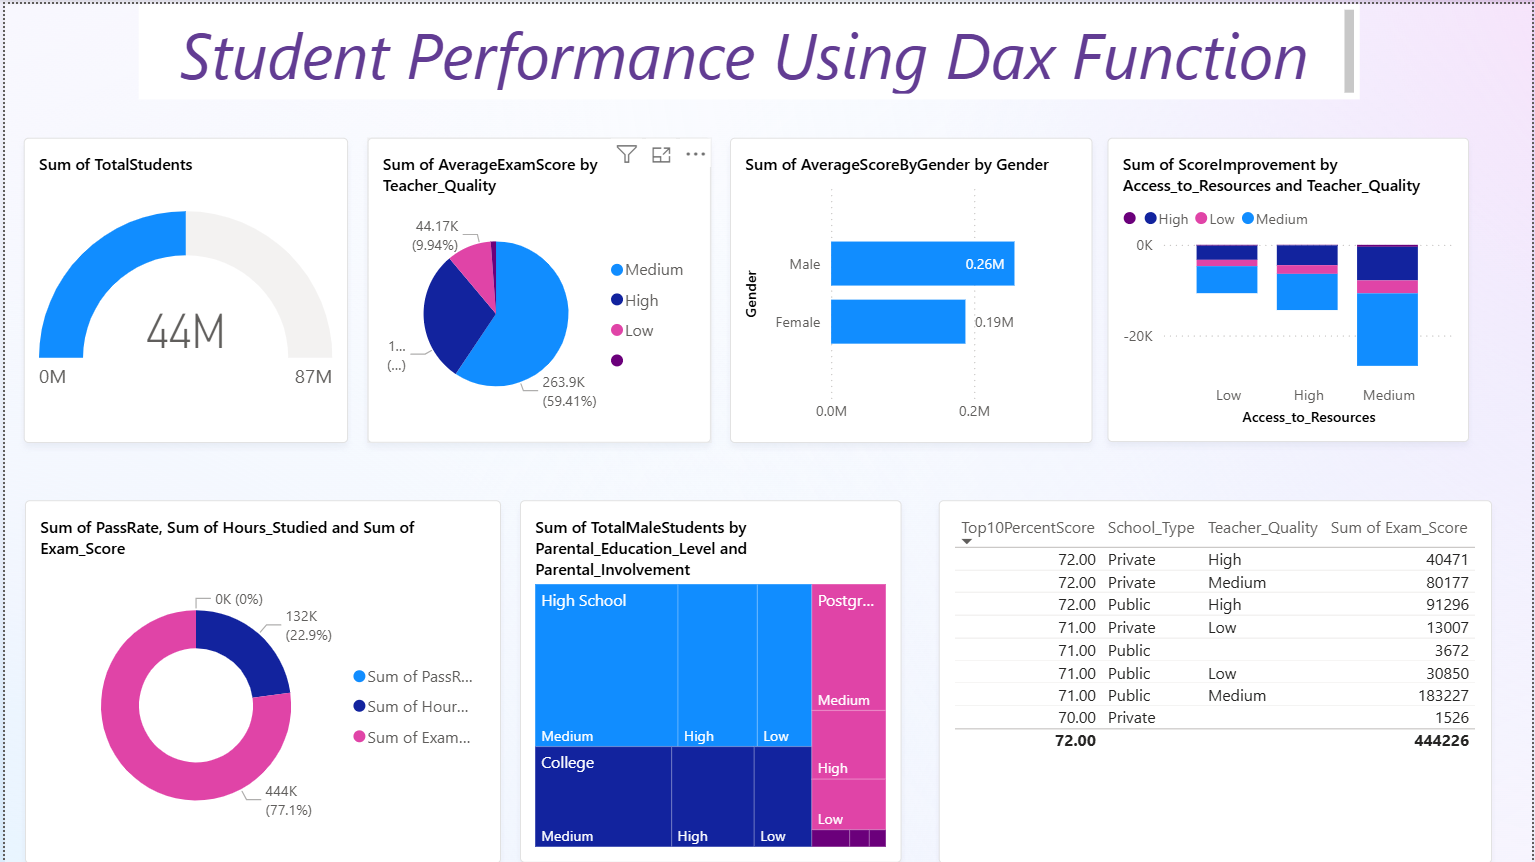 Student Performance Using Dax Function
Sum of TotalStudents
44M
0M
87M
Sum of AverageExamScore by
Teacher_Quality
44.17K
(9.94%)
1...
(...)
263.9K
(59.41%)
Medium
High
Low
Sum of AverageScoreByGender by Gender
Gender
Male
0.26M
Female
0.19M
0.0M
0.2M
Sum of ScoreImprovement by
Access_to_Resources and Teacher_Quality
High
Low
Medium
0K
-20K
Low
High
Medium
Access_to_Resources
Sum of PassRate, Sum of Hours_Studied and Sum of
Exam_Score
0K (0%)
132K
(22.9%)
444K
(77.1%)
Sum of PassR...
Sum of Hour...
Sum of Exam...
Sum of TotalMaleStudents by
Parental_Education_Level and
Parental_Involvement
High School
Medium
High
Low
College
Medium
High
Low
Postgr...
Medium
High
Low
Top10PercentScore School_Type Teacher_Quality Sum of Exam_Score
72.00 Private High 40471
72.00 Private Medium 80177
72.00 Public High 91296
71.00 Private Low 13007
71.00 Public 3672
71.00 Public Low 30850
71.00 Public Medium 183227
70.00 Private 1526
72.00 444226